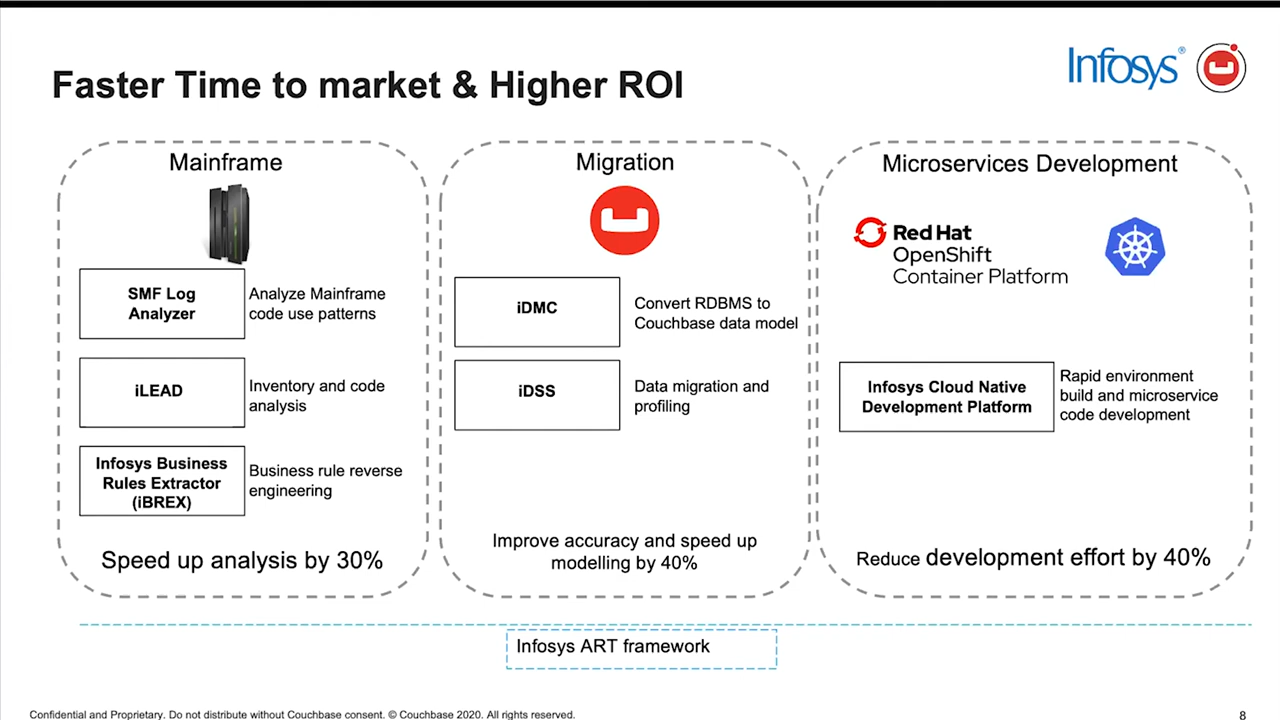 Faster Time to market & Higher ROI
Infosys®
Mainframe
SMF Log
Analyzer
Analyze Mainframe
code use patterns
iLEAD
Inventory and code
analysis
Infosys Business
Rules Extractor
(iBREX)
Business rule reverse
engineering
Speed up analysis by 30%
Migration
iDMC
Convert RDBMS to
Couchbase data model
iDSS
Data migration and
profiling
Improve accuracy and speed up
modelling by 40%
Microservices Development
Red Hat
OpenShift
Container Platform
Infosys Cloud Native
Development Platform
Rapid environment
build and microservice
code development
Reduce development effort by 40%
Infosys ART framework
Confidential and Proprietary. Do not distribute without Couchbase consent. © Couchbase 2020. All rights reserved.
8